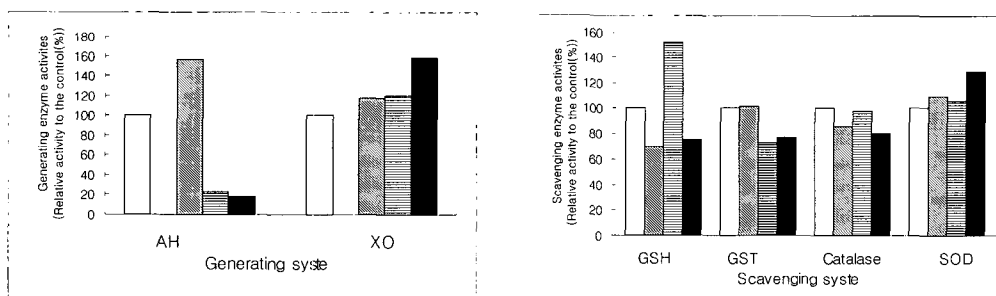 Generating enzyme activites
(Relative activity to the control(%))
180
160
140
120
100
80
60
40
20
0
AH
XO
Generating syste
Scavenging enzyme activites
(Relative activity to the control(%))
160
140
120
100
80
60
40
20
0
GSH
GST
Catalase
SOD
Scavenging syste